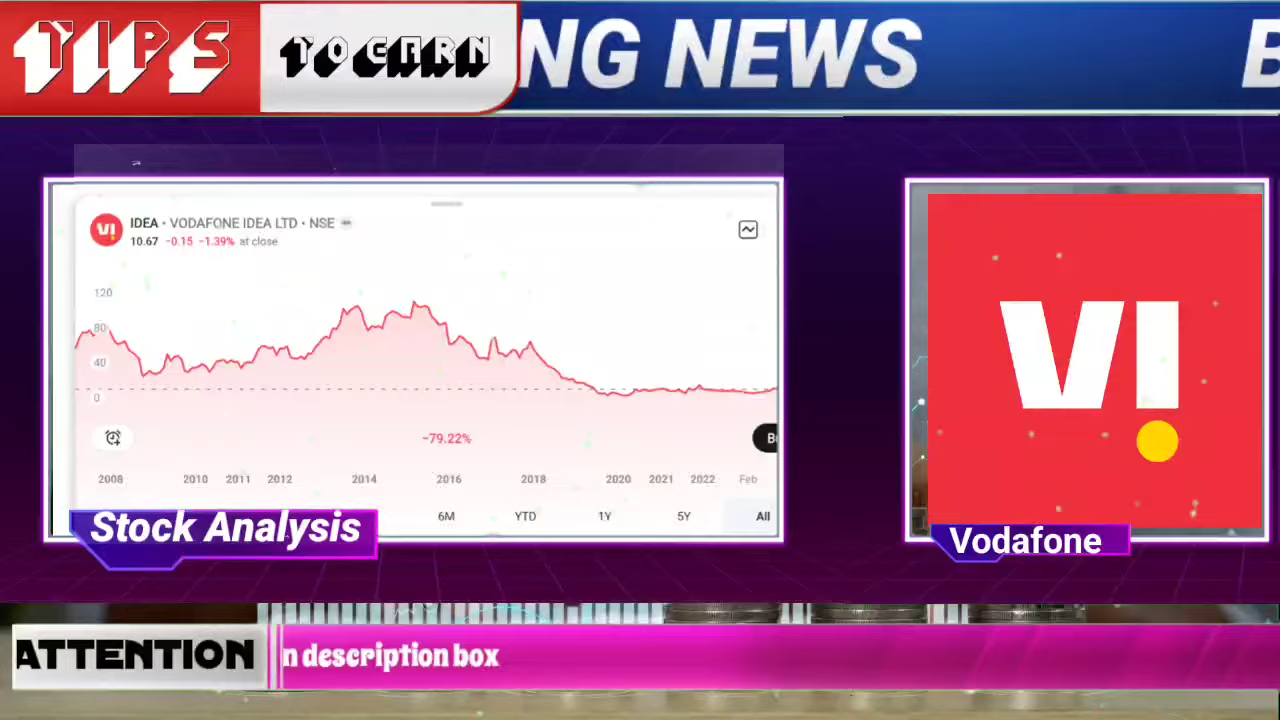 TIPS
TO EARN
NG NEWS
B
IDEA • VODAFONE IDEA LTD • NSE
10.67 −0.15 −1.39% at close
120
80
40
0
−79.22%
2008 2010 2011 2012 2014 2016 2018 2020 2021 2022 Feb
6M YTD 1Y 5Y All
Stock Analysis
VI
Vodafone
ATTENTION
n description box